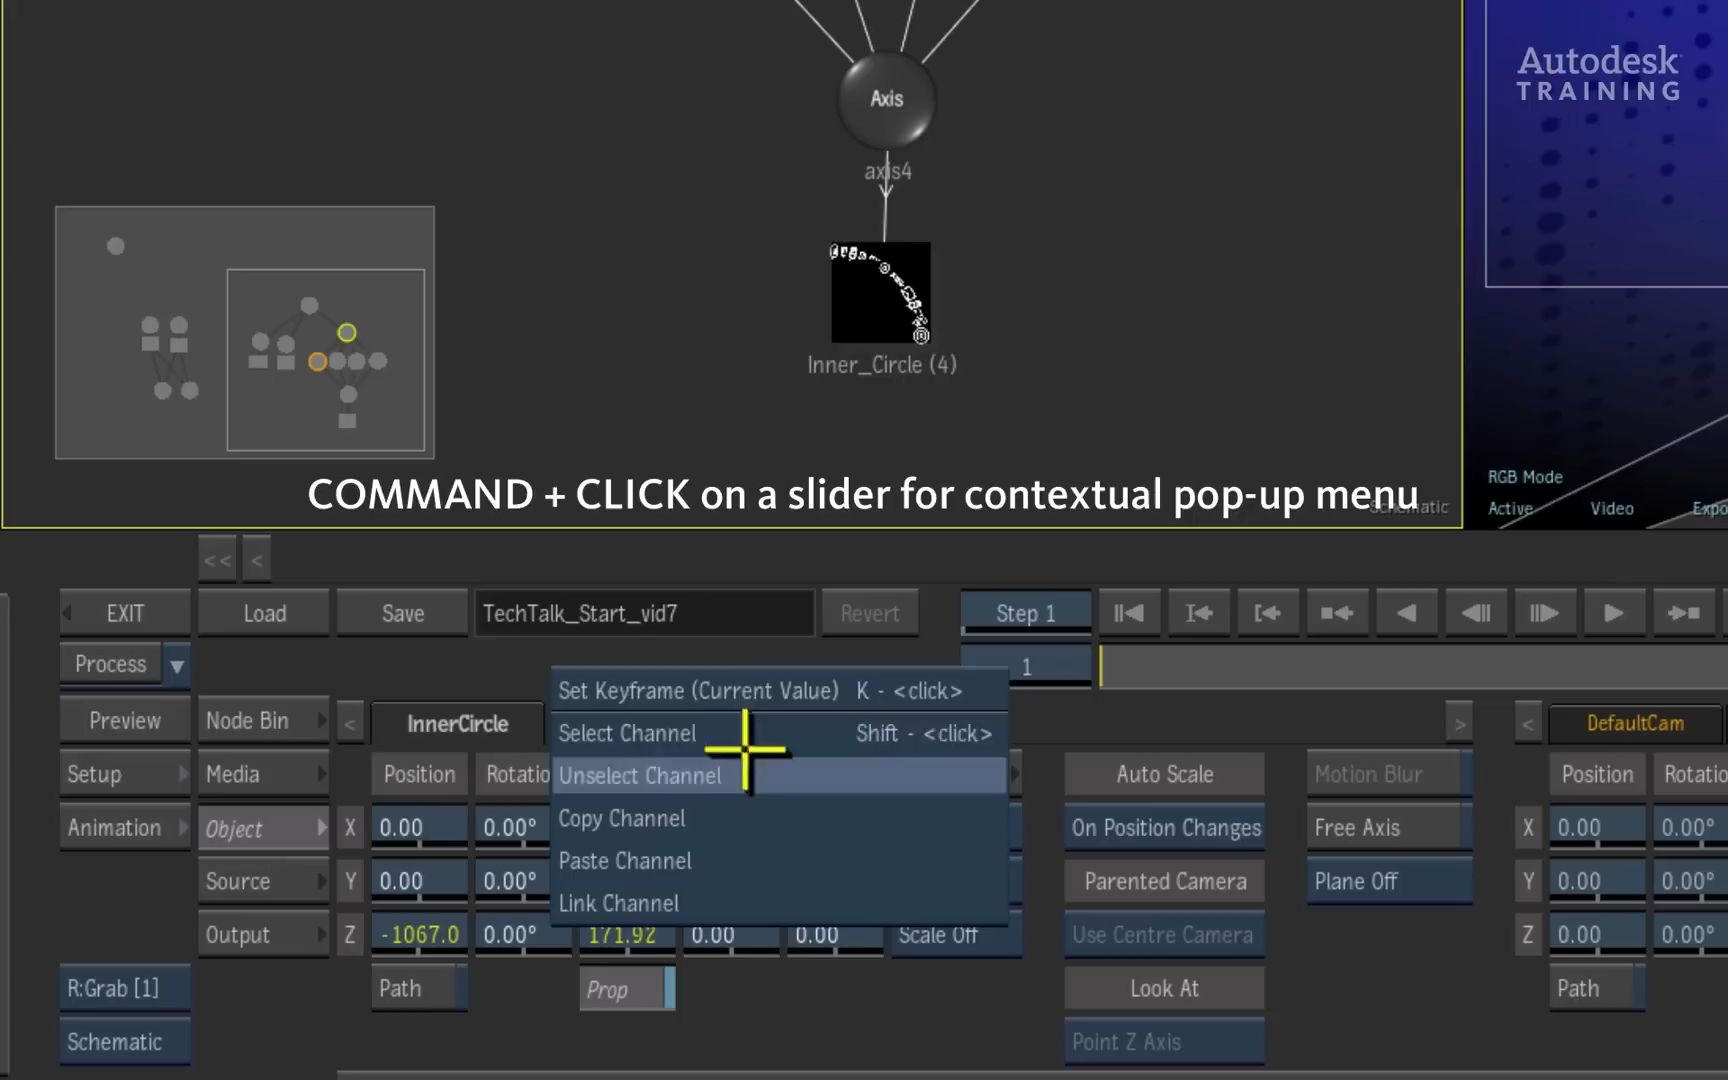 Autodesk
TRAINING
Axis
axis4
Inner_Circle (4)
COMMAND + CLICK on a slider for contextual pop-up menu
RGB Mode
Active Video
<< <
EXIT Load Save TechTalk_Start_vid7 Revert Step 1
Process 1
Set Keyframe (Current Value) K - <click>
Select Channel Shift - <click>
Unselect Channel
Copy Channel
Paste Channel
Link Channel
Preview Node Bin < InnerCircle > < DefaultCam
Setup Media Position Rotatio Auto Scale Motion Blur Position Rotatio
Animation Object X 0.00 0.00° On Position Changes Free Axis X 0.00 0.00°
Source Y 0.00 0.00° Parented Camera Plane Off Y 0.00 0.00°
Output Z -1067.0 0.00° 171.92 0.00 0.00 Scale Off Use Centre Camera Z 0.00 0.00°
R:Grab [1] Path Prop Look At Path
Schematic Point Z Axis